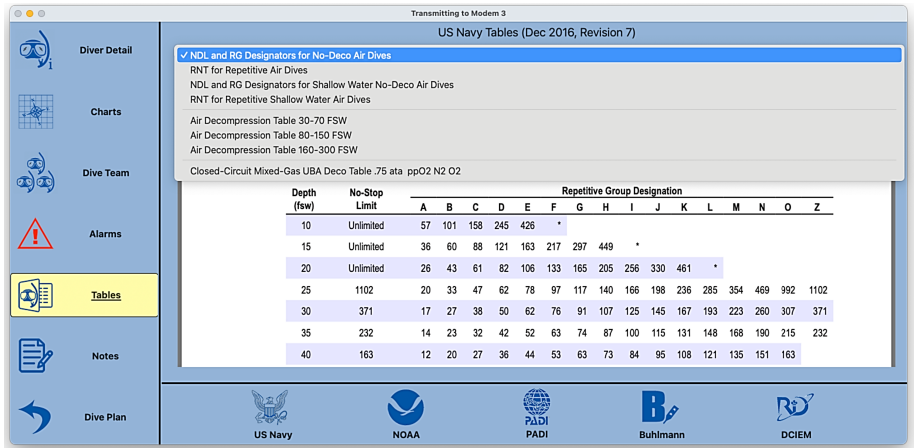 Transmitting to Modem 3
US Navy Tables (Dec 2016, Revision 7)
Diver Detail
Charts
Dive Team
Alarms
Tables
Notes
Dive Plan
✓ NDL and RG Designators for No-Deco Air Dives
RNT for Repetitive Air Dives
NDL and RG Designators for Shallow Water No-Deco Air Dives
RNT for Repetitive Shallow Water Air Dives
Air Decompression Table 30-70 FSW
Air Decompression Table 80-150 FSW
Air Decompression Table 160-300 FSW
Closed-Circuit Mixed-Gas UBA Deco Table .75 ata ppO2 N2 O2
Depth No-Stop Repetitive Group Designation
(fsw) Limit A B C D E F G H I J K L M N O Z
10 Unlimited 57 101 158 245 426 *
15 Unlimited 36 60 88 121 163 217 297 449 *
20 Unlimited 26 43 61 82 106 133 165 205 256 330 461 *
25 1102 20 33 47 62 78 97 117 140 166 198 236 285 354 469 992 1102
30 371 17 27 38 50 62 76 91 107 125 145 167 193 223 260 307 371
35 232 14 23 32 42 52 63 74 87 100 115 131 148 168 190 215 232
40 163 12 20 27 36 44 53 63 73 84 95 108 121 135 151 163
PADI
B
RD
US Navy NOAA PADI Buhlmann DCIEM